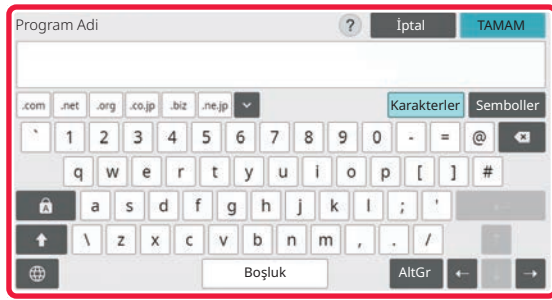 Program Adi ? İptal TAMAM
.com .net .org .co.jp .biz .ne.jp Karakterler Semboller
` 1 2 3 4 5 6 7 8 9 0 - = @
q w e r t y u i o p [ ] #
A a s d f g h j k l ; '
\ z x c v b n m , . /
Boşluk AltGr ← ↓ →